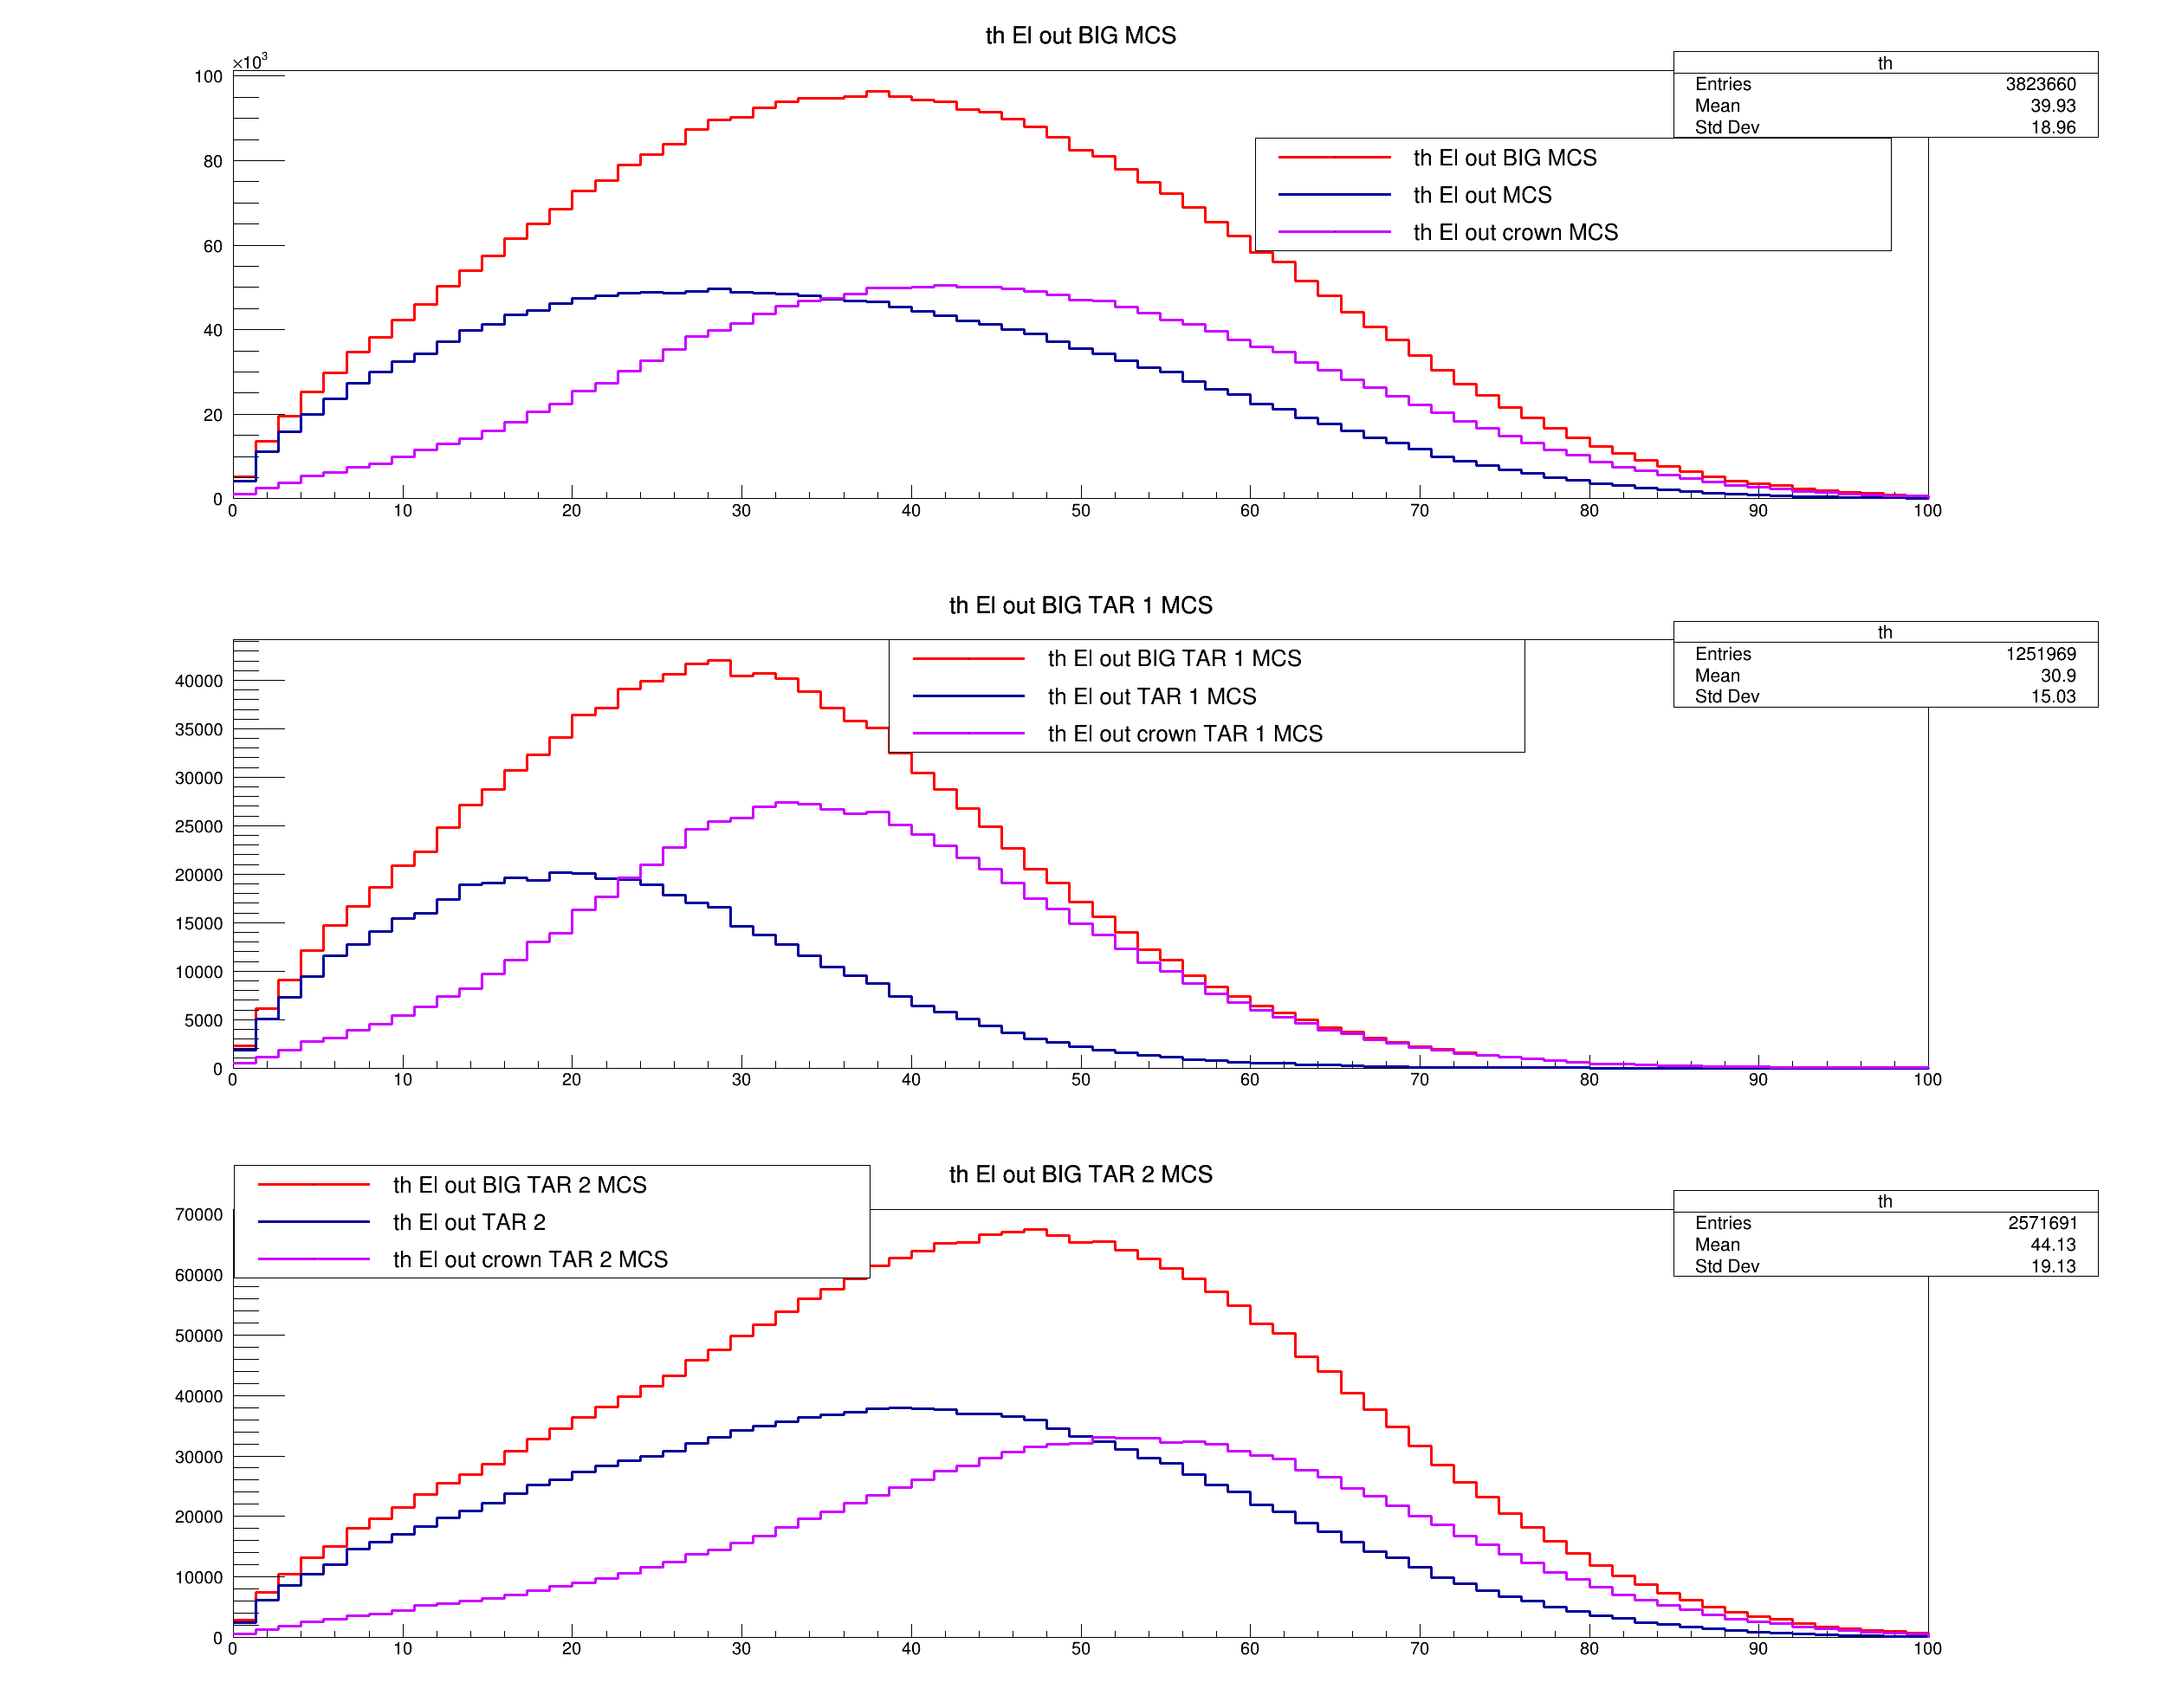 th El out BIG MCS
×10³
th
Entries 3823660
Mean 39.93
Std Dev 18.96
th El out BIG MCS
th El out MCS
th El out crown MCS
100
80
60
40
20
0
0 10 20 30 40 50 60 70 80 90 100
th El out BIG TAR 1 MCS
th
Entries 1251969
Mean 30.9
Std Dev 15.03
th El out BIG TAR 1 MCS
th El out TAR 1 MCS
th El out crown TAR 1 MCS
40000
35000
30000
25000
20000
15000
10000
5000
0
0 10 20 30 40 50 60 70 80 90 100
th El out BIG TAR 2 MCS
th
Entries 2571691
Mean 44.13
Std Dev 19.13
th El out BIG TAR 2 MCS
th El out TAR 2
th El out crown TAR 2 MCS
70000
60000
50000
40000
30000
20000
10000
0
0 10 20 30 40 50 60 70 80 90 100